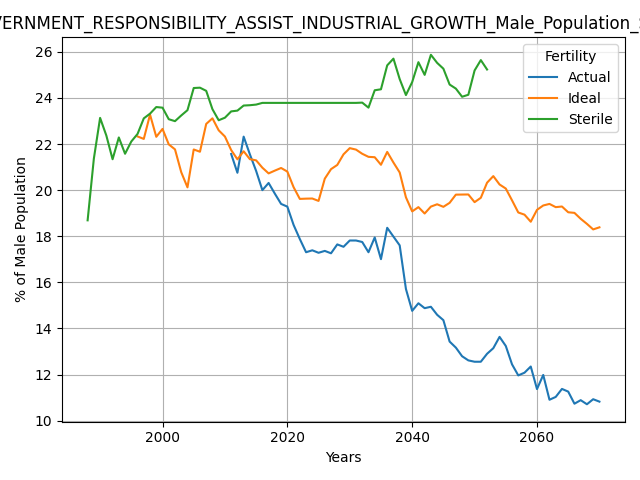 VERNMENT_RESPONSIBILITY_ASSIST_INDUSTRIAL_GROWTH_Male_Population_
Fertility
Actual
Ideal
Sterile
% of Male Population
26
24
22
20
18
16
14
12
10
2000 2020 2040 2060
Years